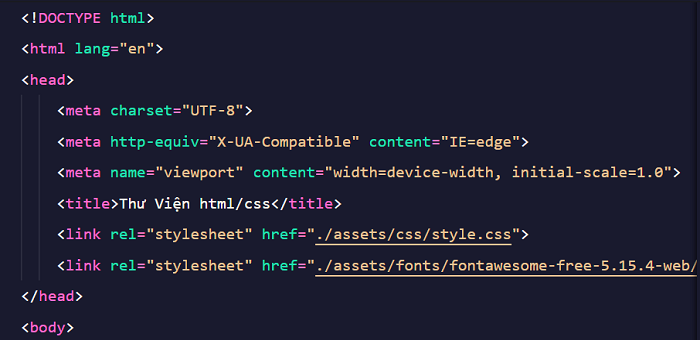 <!DOCTYPE html>
<html lang="en">
<head>
<meta charset="UTF-8">
<meta http-equiv="X-UA-Compatible" content="IE=edge">
<meta name="viewport" content="width=device-width, initial-scale=1.0">
<title>Thư Viện html/css</title>
<link rel="stylesheet" href="./assets/css/style.css">
<link rel="stylesheet" href="./assets/fonts/fontawesome-free-5.15.4-web/
</head>
<body>